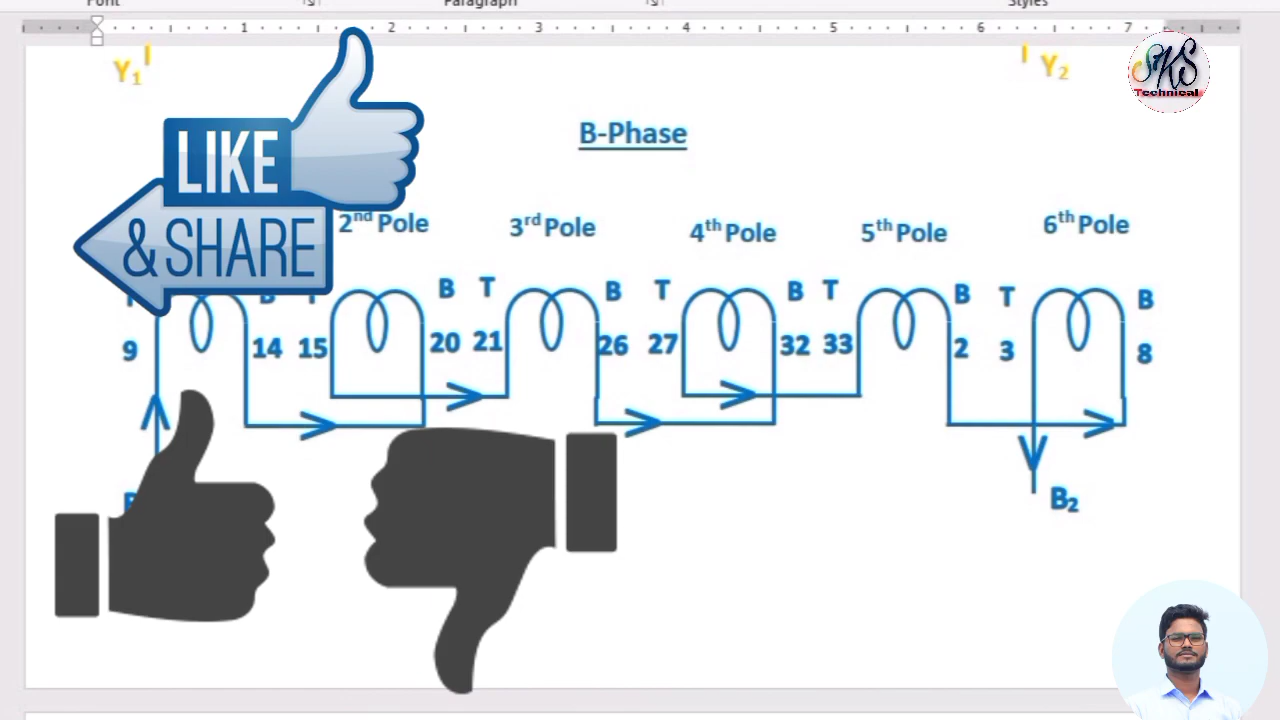 Font
Paragraph
Styles
1 2 3 4 5 6 7
Y₁ Y₂
SKS
Technical
B-Phase
LIKE
&SHARE
2nd Pole 3rd Pole 4th Pole 5th Pole 6th Pole
B T B T B T B T B
9 14 15 20 21 26 27 32 33 2 3 8
B₂